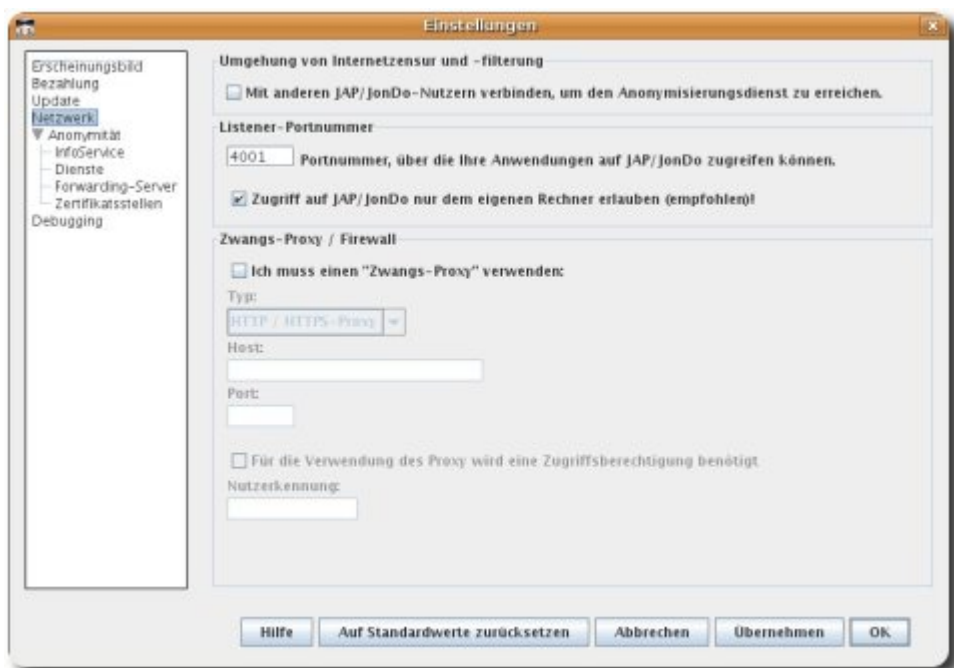 Einstellungen
Erscheinungsbild
Bezahlung
Update
Netzwerk
Anonymität
InfoService
Dienste
Forwarding-Server
Zertifikatsstellen
Debugging
Umgehung von Internetzensur und -filterung
Mit anderen JAP/JonDo-Nutzern verbinden, um den Anonymisierungsdienst zu erreichen.
Listener-Portnummer
4001 Portnummer, über die Ihre Anwendungen auf JAP/JonDo zugreifen können.
Zugriff auf JAP/JonDo nur dem eigenen Rechner erlauben (empfohlen)!
Zwangs-Proxy / Firewall
Ich muss einen "Zwangs-Proxy" verwenden:
Typ:
HTTP / HTTPS-Proxy
Host:
Port:
Für die Verwendung des Proxy wird eine Zugriffsberechtigung benötigt
Nutzerkennung:
Hilfe Auf Standardwerte zurücksetzen Abbrechen Übernehmen OK